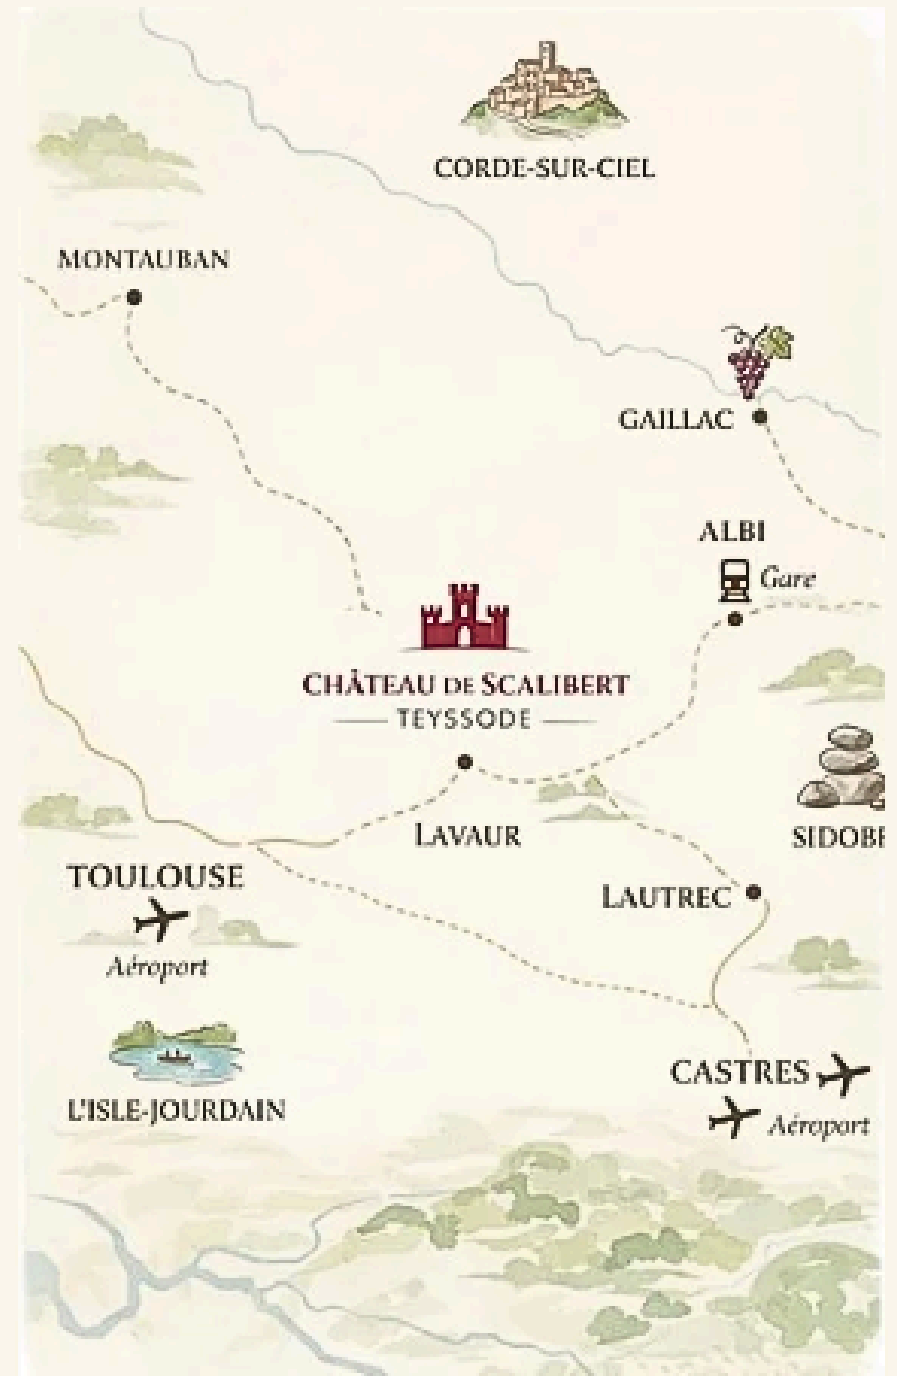 CORDE-SUR-CIEL
MONTAUBAN
GAILLAC
ALBI
Gare
CHÂTEAU DE SCALIBERT
TEYSSODE
SIDOBR
LAVAUR
TOULOUSE
LAUTREC
Aéroport
CASTRES
L'ISLE-JOURDAIN
Aéroport